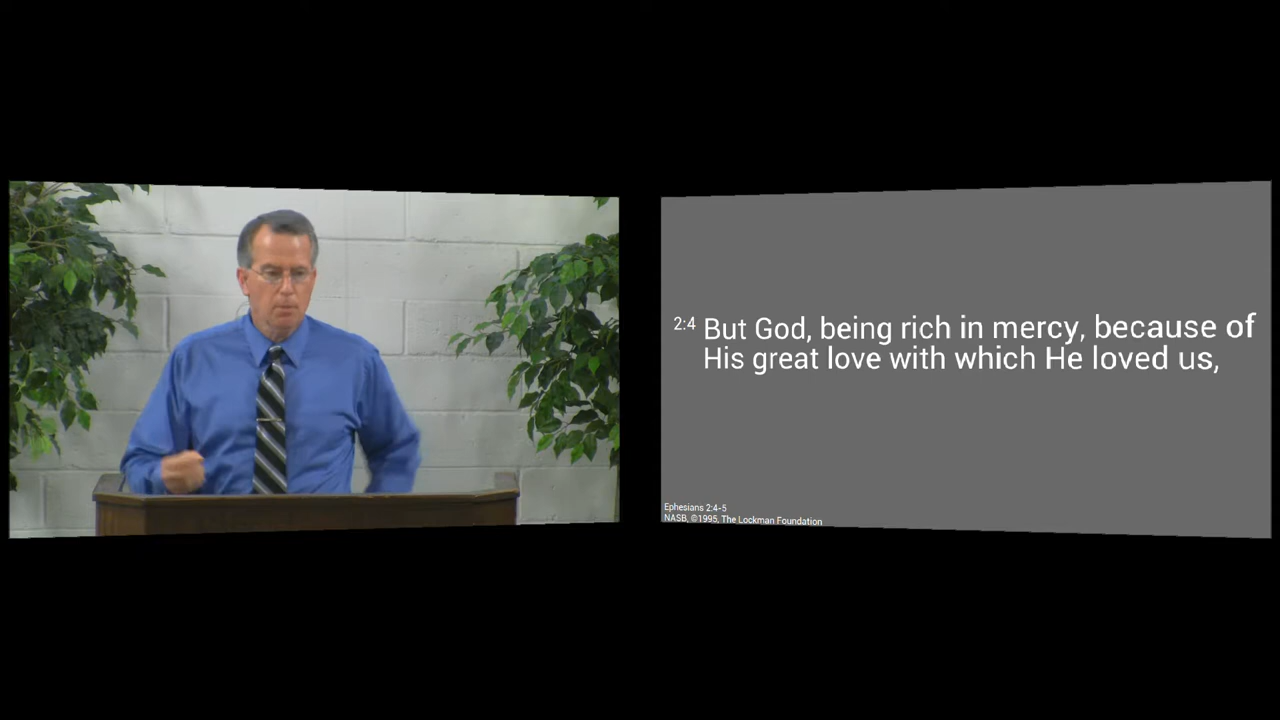 2:4 But God, being rich in mercy, because of
His great love with which He loved us,
Ephesians 2:4-5
NASB, ©1995, The Lockman Foundation